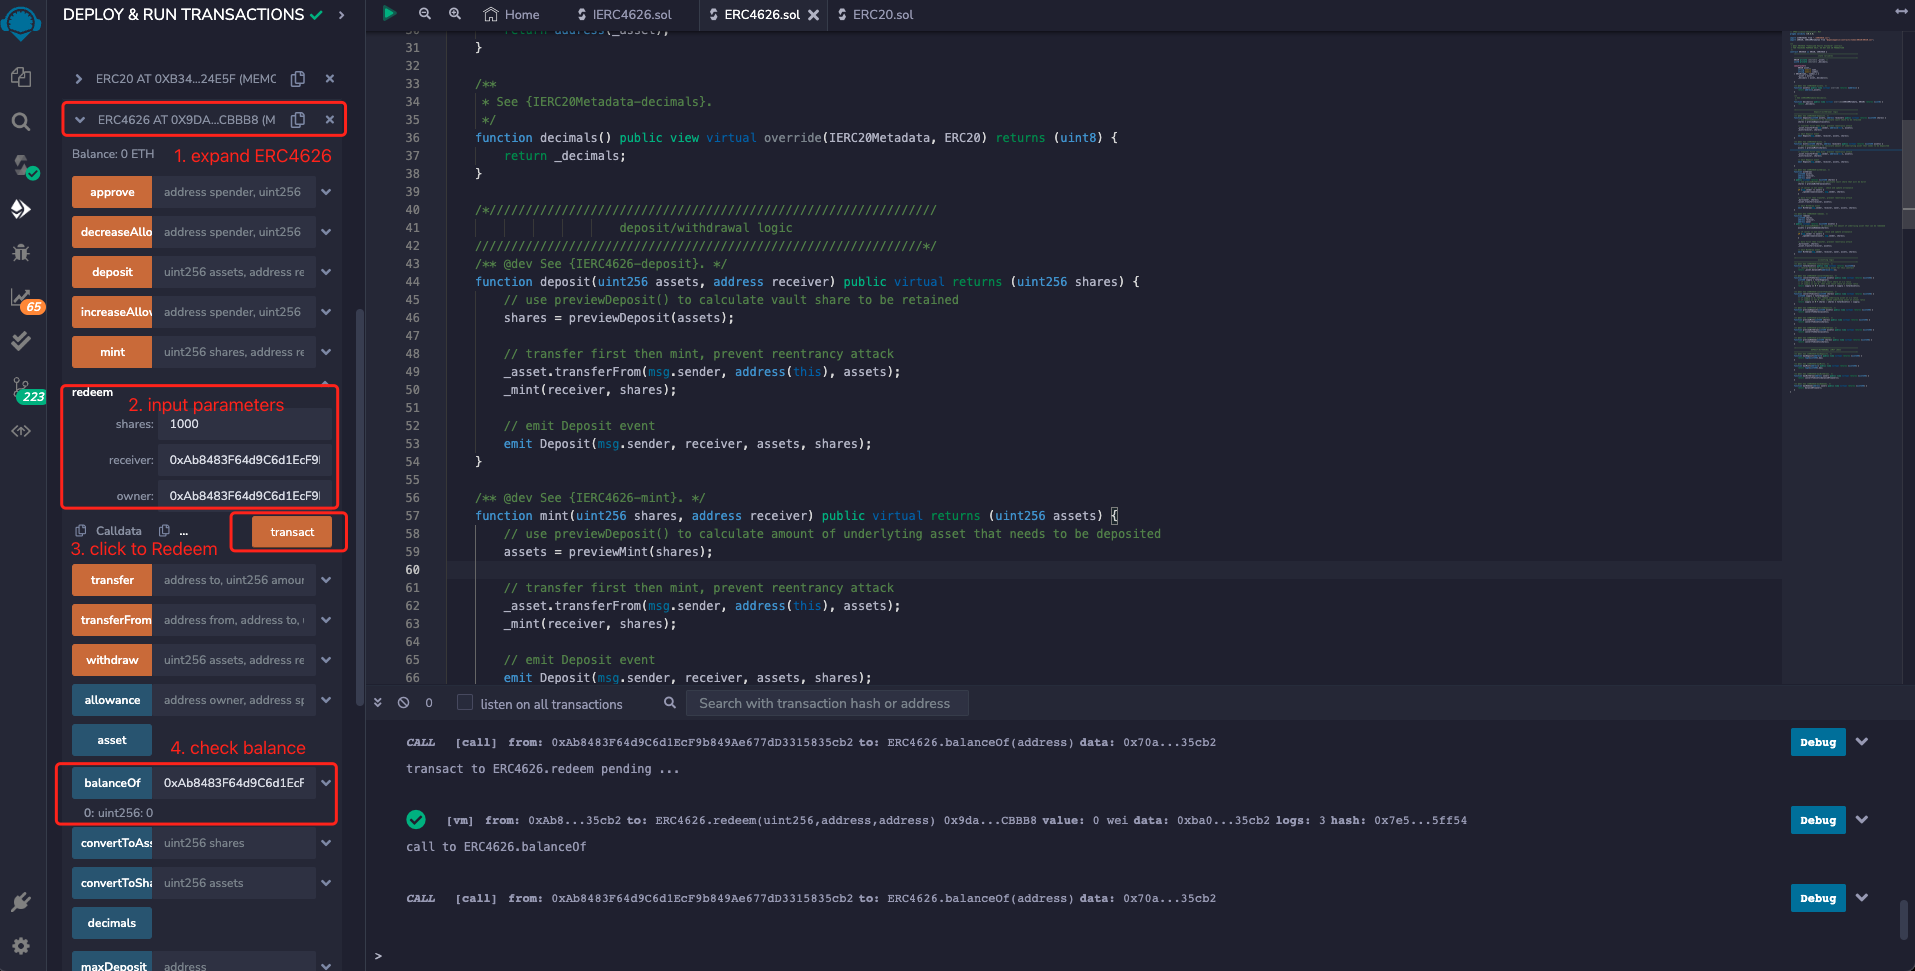 DEPLOY & RUN TRANSACTIONS
ERC20 AT 0XB34...24E5F (MEMO
ERC4626 AT 0X9DA...CBBB8 (M
Balance: 0 ETH
1. expand ERC4626
approve address spender, uint256
decreaseAllo address spender, uint256
deposit uint256 assets, address re
increaseAllow address spender, uint256
mint uint256 shares, address re
redeem
2. input parameters
shares: 1000
receiver: 0xAb8483F64d9C6d1EcF9
owner: 0xAb8483F64d9C6d1EcF9
Calldata ... transact
3. click to Redeem
transfer address to, uint256 amour
transferFrom address from, address to,
withdraw uint256 assets, address re
allowance address owner, address sp
asset
4. check balance
balanceOf 0xAb8483F64d9C6d1EcF
0: uint256: 0
convertToAss uint256 shares
convertToSha uint256 assets
decimals
maxDeposit address
65
223
Home
IERC4626.sol
ERC4626.sol
ERC20.sol
30 return address(_asset);
31 }
32
33 /**
34 * See {IERC20Metadata-decimals}.
35 */
36 function decimals() public view virtual override(IERC20Metadata, ERC20) returns (uint8) {
37 return _decimals;
38 }
39
40 /*//////////////////////////////////////////////////////////////
41 deposit/withdrawal logic
42 //////////////////////////////////////////////////////////////*/
43 /** @dev See {IERC4626-deposit}. */
44 function deposit(uint256 assets, address receiver) public virtual returns (uint256 shares) {
45 // use previewDeposit() to calculate vault share to be retained
46 shares = previewDeposit(assets);
47
48 // transfer first then mint, prevent reentrancy attack
49 _asset.transferFrom(msg.sender, address(this), assets);
50 _mint(receiver, shares);
51
52 // emit Deposit event
53 emit Deposit(msg.sender, receiver, assets, shares);
54 }
55
56 /** @dev See {IERC4626-mint}. */
57 function mint(uint256 shares, address receiver) public virtual returns (uint256 assets) {
58 // use previewDeposit() to calculate amount of underlyting asset that needs to be deposited
59 assets = previewMint(shares);
60
61 // transfer first then mint, prevent reentrancy attack
62 _asset.transferFrom(msg.sender, address(this), assets);
63 _mint(receiver, shares);
64
65 // emit Deposit event
66 emit Deposit(msg.sender, receiver, assets, shares);
0 listen on all transactions Search with transaction hash or address
CALL [call] from: 0xAb8483F64d9C6d1EcF9b849Ae677dD3315835cb2 to: ERC4626.balanceOf(address) data: 0x70a...35cb2 Debug
transact to ERC4626.redeem pending ...
[vm] from: 0xAb8...35cb2 to: ERC4626.redeem(uint256,address,address) 0x9da...CBBB8 value: 0 wei data: 0xba0...35cb2 logs: 3 hash: 0x7e5...5ff54 Debug
call to ERC4626.balanceOf
CALL [call] from: 0xAb8483F64d9C6d1EcF9b849Ae677dD3315835cb2 to: ERC4626.balanceOf(address) data: 0x70a...35cb2 Debug
>